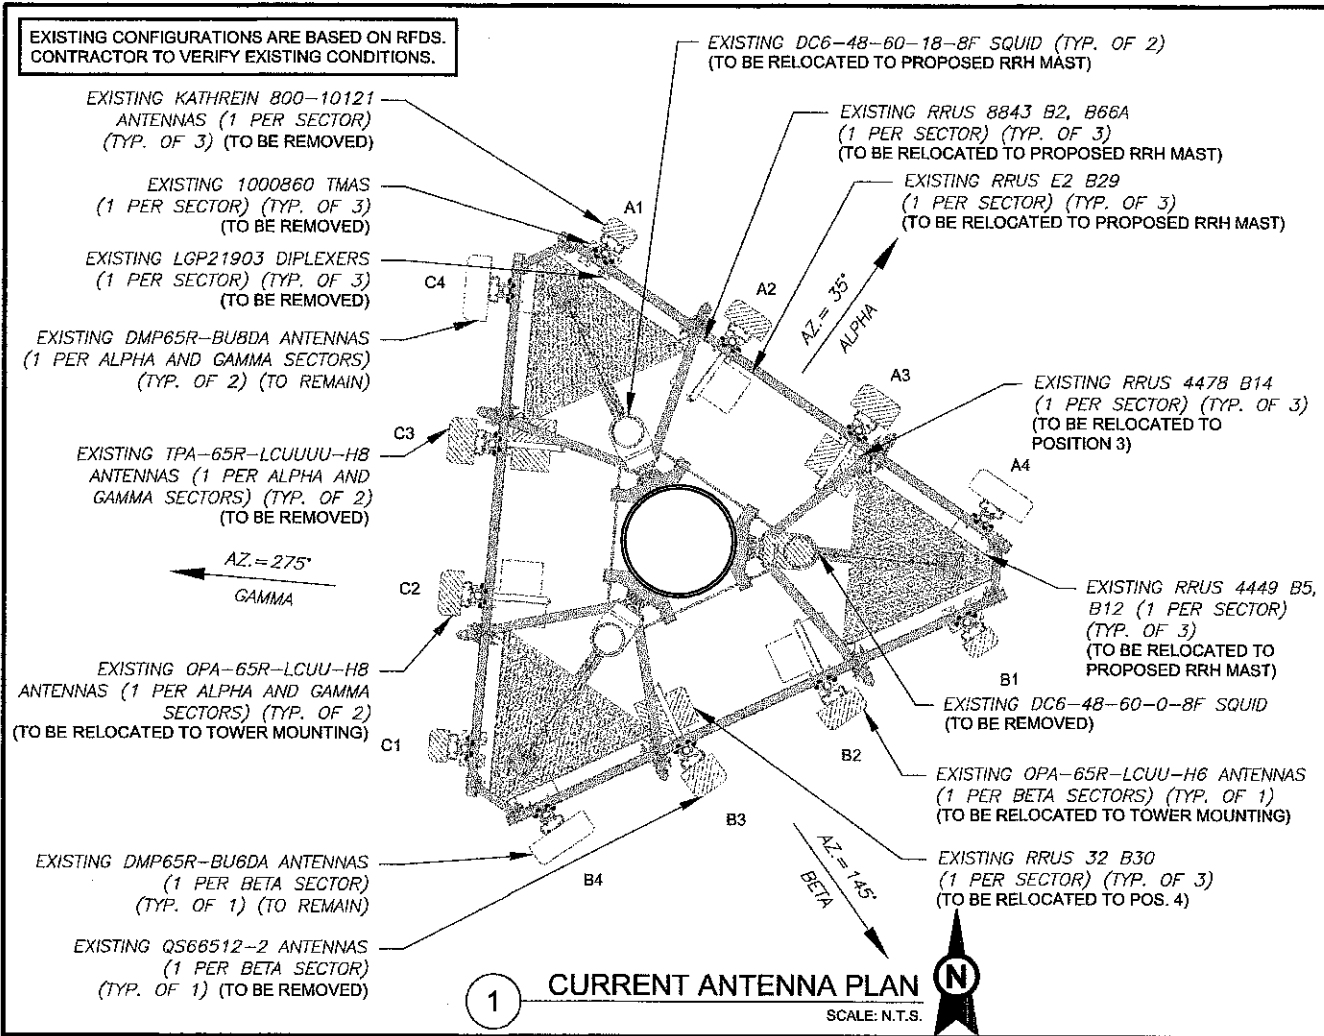 EXISTING CONFIGURATIONS ARE BASED ON RFDS.
CONTRACTOR TO VERIFY EXISTING CONDITIONS.
EXISTING KATHREIN 800-10121
ANTENNAS (1 PER SECTOR)
(TYP. OF 3) (TO BE REMOVED)
EXISTING 1000860 TMAS
(1 PER SECTOR) (TYP. OF 3)
(TO BE REMOVED)
EXISTING LGP21903 DIPLEXERS
(1 PER SECTOR) (TYP. OF 3)
(TO BE REMOVED)
EXISTING DMP65R-BU8DA ANTENNAS
(1 PER ALPHA AND GAMMA SECTORS)
(TYP. OF 2) (TO REMAIN)
EXISTING TPA-65R-LCUUUU-H8
ANTENNAS (1 PER ALPHA AND
GAMMA SECTORS) (TYP. OF 2)
(TO BE REMOVED)
AZ.=275°
GAMMA
EXISTING OPA-65R-LCUU-H8
ANTENNAS (1 PER ALPHA AND GAMMA
SECTORS) (TYP. OF 2)
(TO BE RELOCATED TO TOWER MOUNTING)
EXISTING DMP65R-BU6DA ANTENNAS
(1 PER BETA SECTOR)
(TYP. OF 1) (TO REMAIN)
EXISTING QS66512-2 ANTENNAS
(1 PER BETA SECTOR)
(TYP. OF 1) (TO BE REMOVED)
EXISTING DC6-48-60-18-8F SQUID (TYP. OF 2)
(TO BE RELOCATED TO PROPOSED RRH MAST)
EXISTING RRUS 8843 B2, B66A
(1 PER SECTOR) (TYP. OF 3)
(TO BE RELOCATED TO PROPOSED RRH MAST)
EXISTING RRUS E2 B29
(1 PER SECTOR) (TYP. OF 3)
(TO BE RELOCATED TO PROPOSED RRH MAST)
AZ.= 35°
ALPHA
EXISTING RRUS 4478 B14
(1 PER SECTOR) (TYP. OF 3)
(TO BE RELOCATED TO
POSITION 3)
EXISTING RRUS 4449 B5,
B12 (1 PER SECTOR)
(TYP. OF 3)
(TO BE RELOCATED TO
PROPOSED RRH MAST)
EXISTING DC6-48-60-0-8F SQUID
(TO BE REMOVED)
EXISTING OPA-65R-LCUU-H6 ANTENNAS
(1 PER BETA SECTORS) (TYP. OF 1)
(TO BE RELOCATED TO TOWER MOUNTING)
EXISTING RRUS 32 B30
(1 PER SECTOR) (TYP. OF 3)
(TO BE RELOCATED TO POS. 4)
AZ.=145°
BETA
A1
A2
A3
A4
B1
B2
B3
B4
C1
C2
C3
C4
1
CURRENT ANTENNA PLAN
SCALE: N.T.S.
N